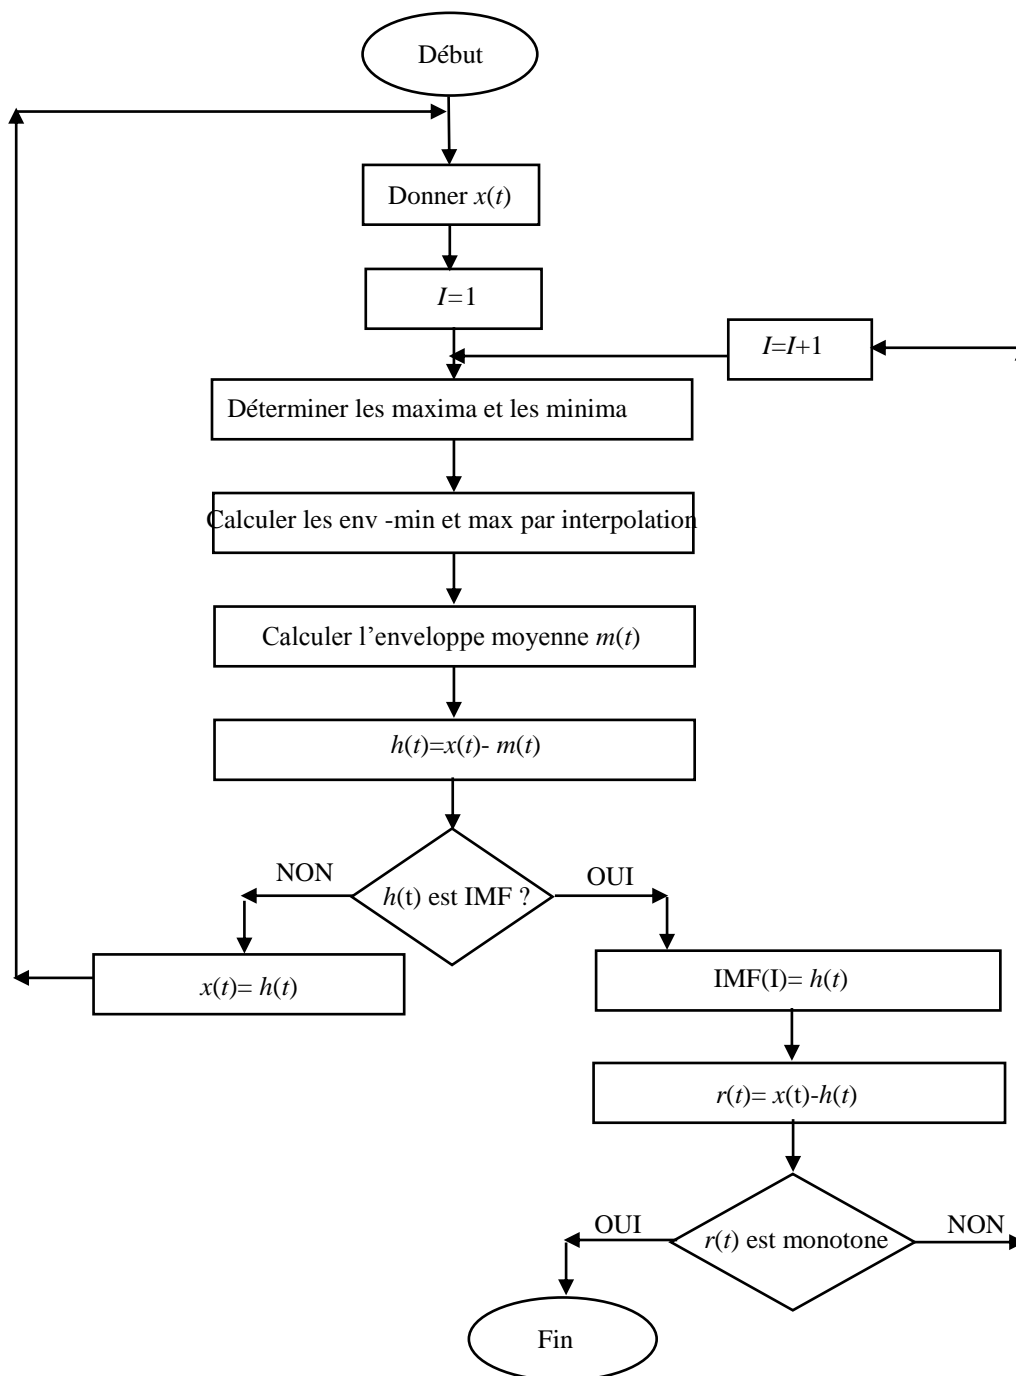 Début
Donner x(t)
I=1
I=I+1
Déterminer les maxima et les minima
Calculer les env -min et max par interpolation
Calculer l’enveloppe moyenne m(t)
h(t)=x(t)- m(t)
NON
h(t) est IMF ?
OUI
x(t)= h(t)
IMF(I)= h(t)
r(t)= x(t)-h(t)
OUI
r(t) est monotone
NON
Fin